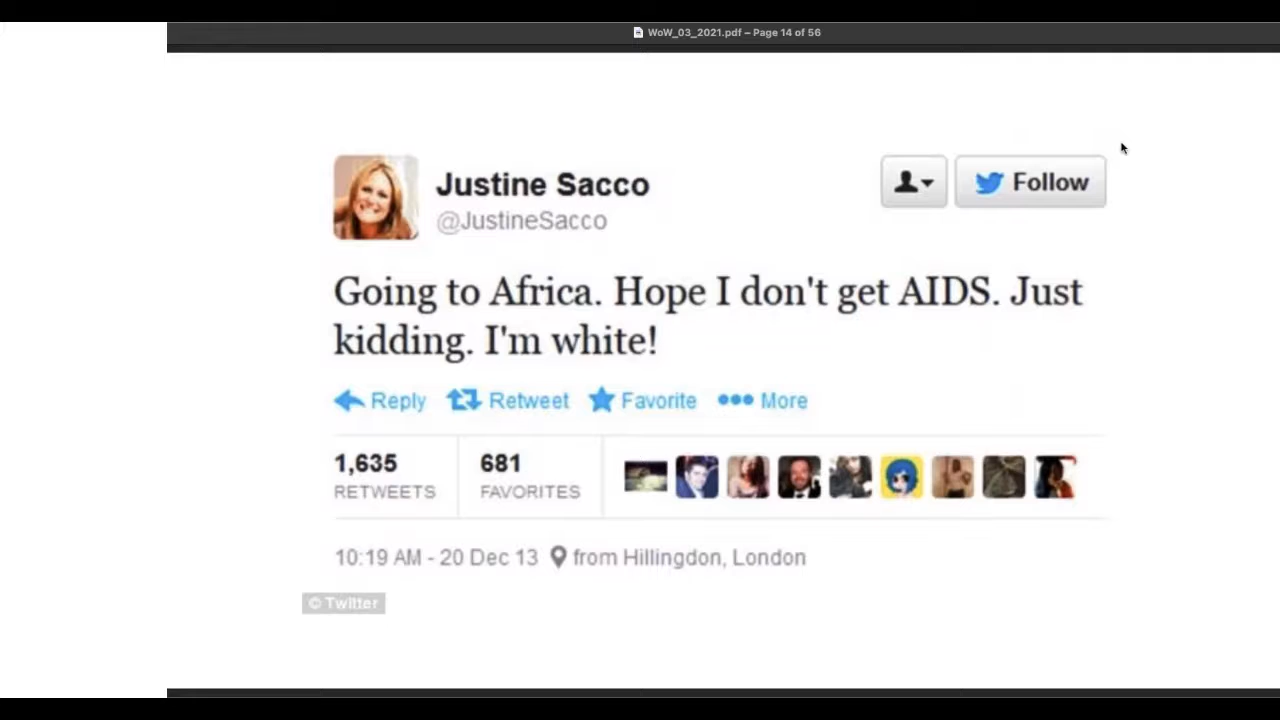 WoW_03_2021.pdf – Page 14 of 56
Justine Sacco
@JustineSacco
Follow
Going to Africa. Hope I don't get AIDS. Just
kidding. I'm white!
Reply Retweet Favorite More
1,635 681
RETWEETS FAVORITES
10:19 AM - 20 Dec 13 from Hillingdon, London
© Twitter